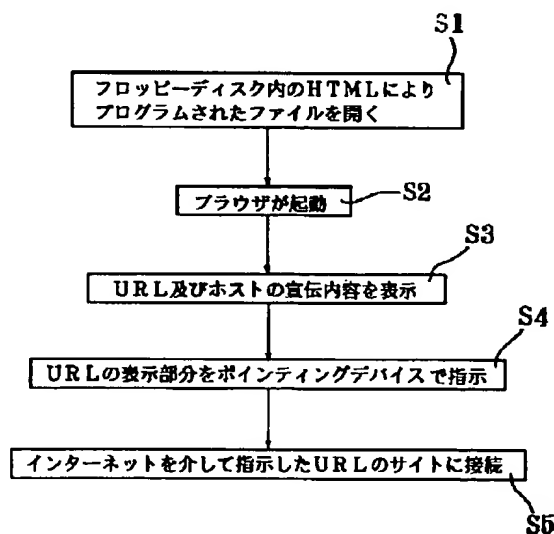 S1
フロッピーディスク内のHTMLにより
プログラムされたファイルを開く
S2
ブラウザが起動
S3
URL及びホストの宣伝内容を表示
S4
URLの表示部分をポインティングデバイスで指示
インターネットを介して指示したURLのサイトに接続
S5